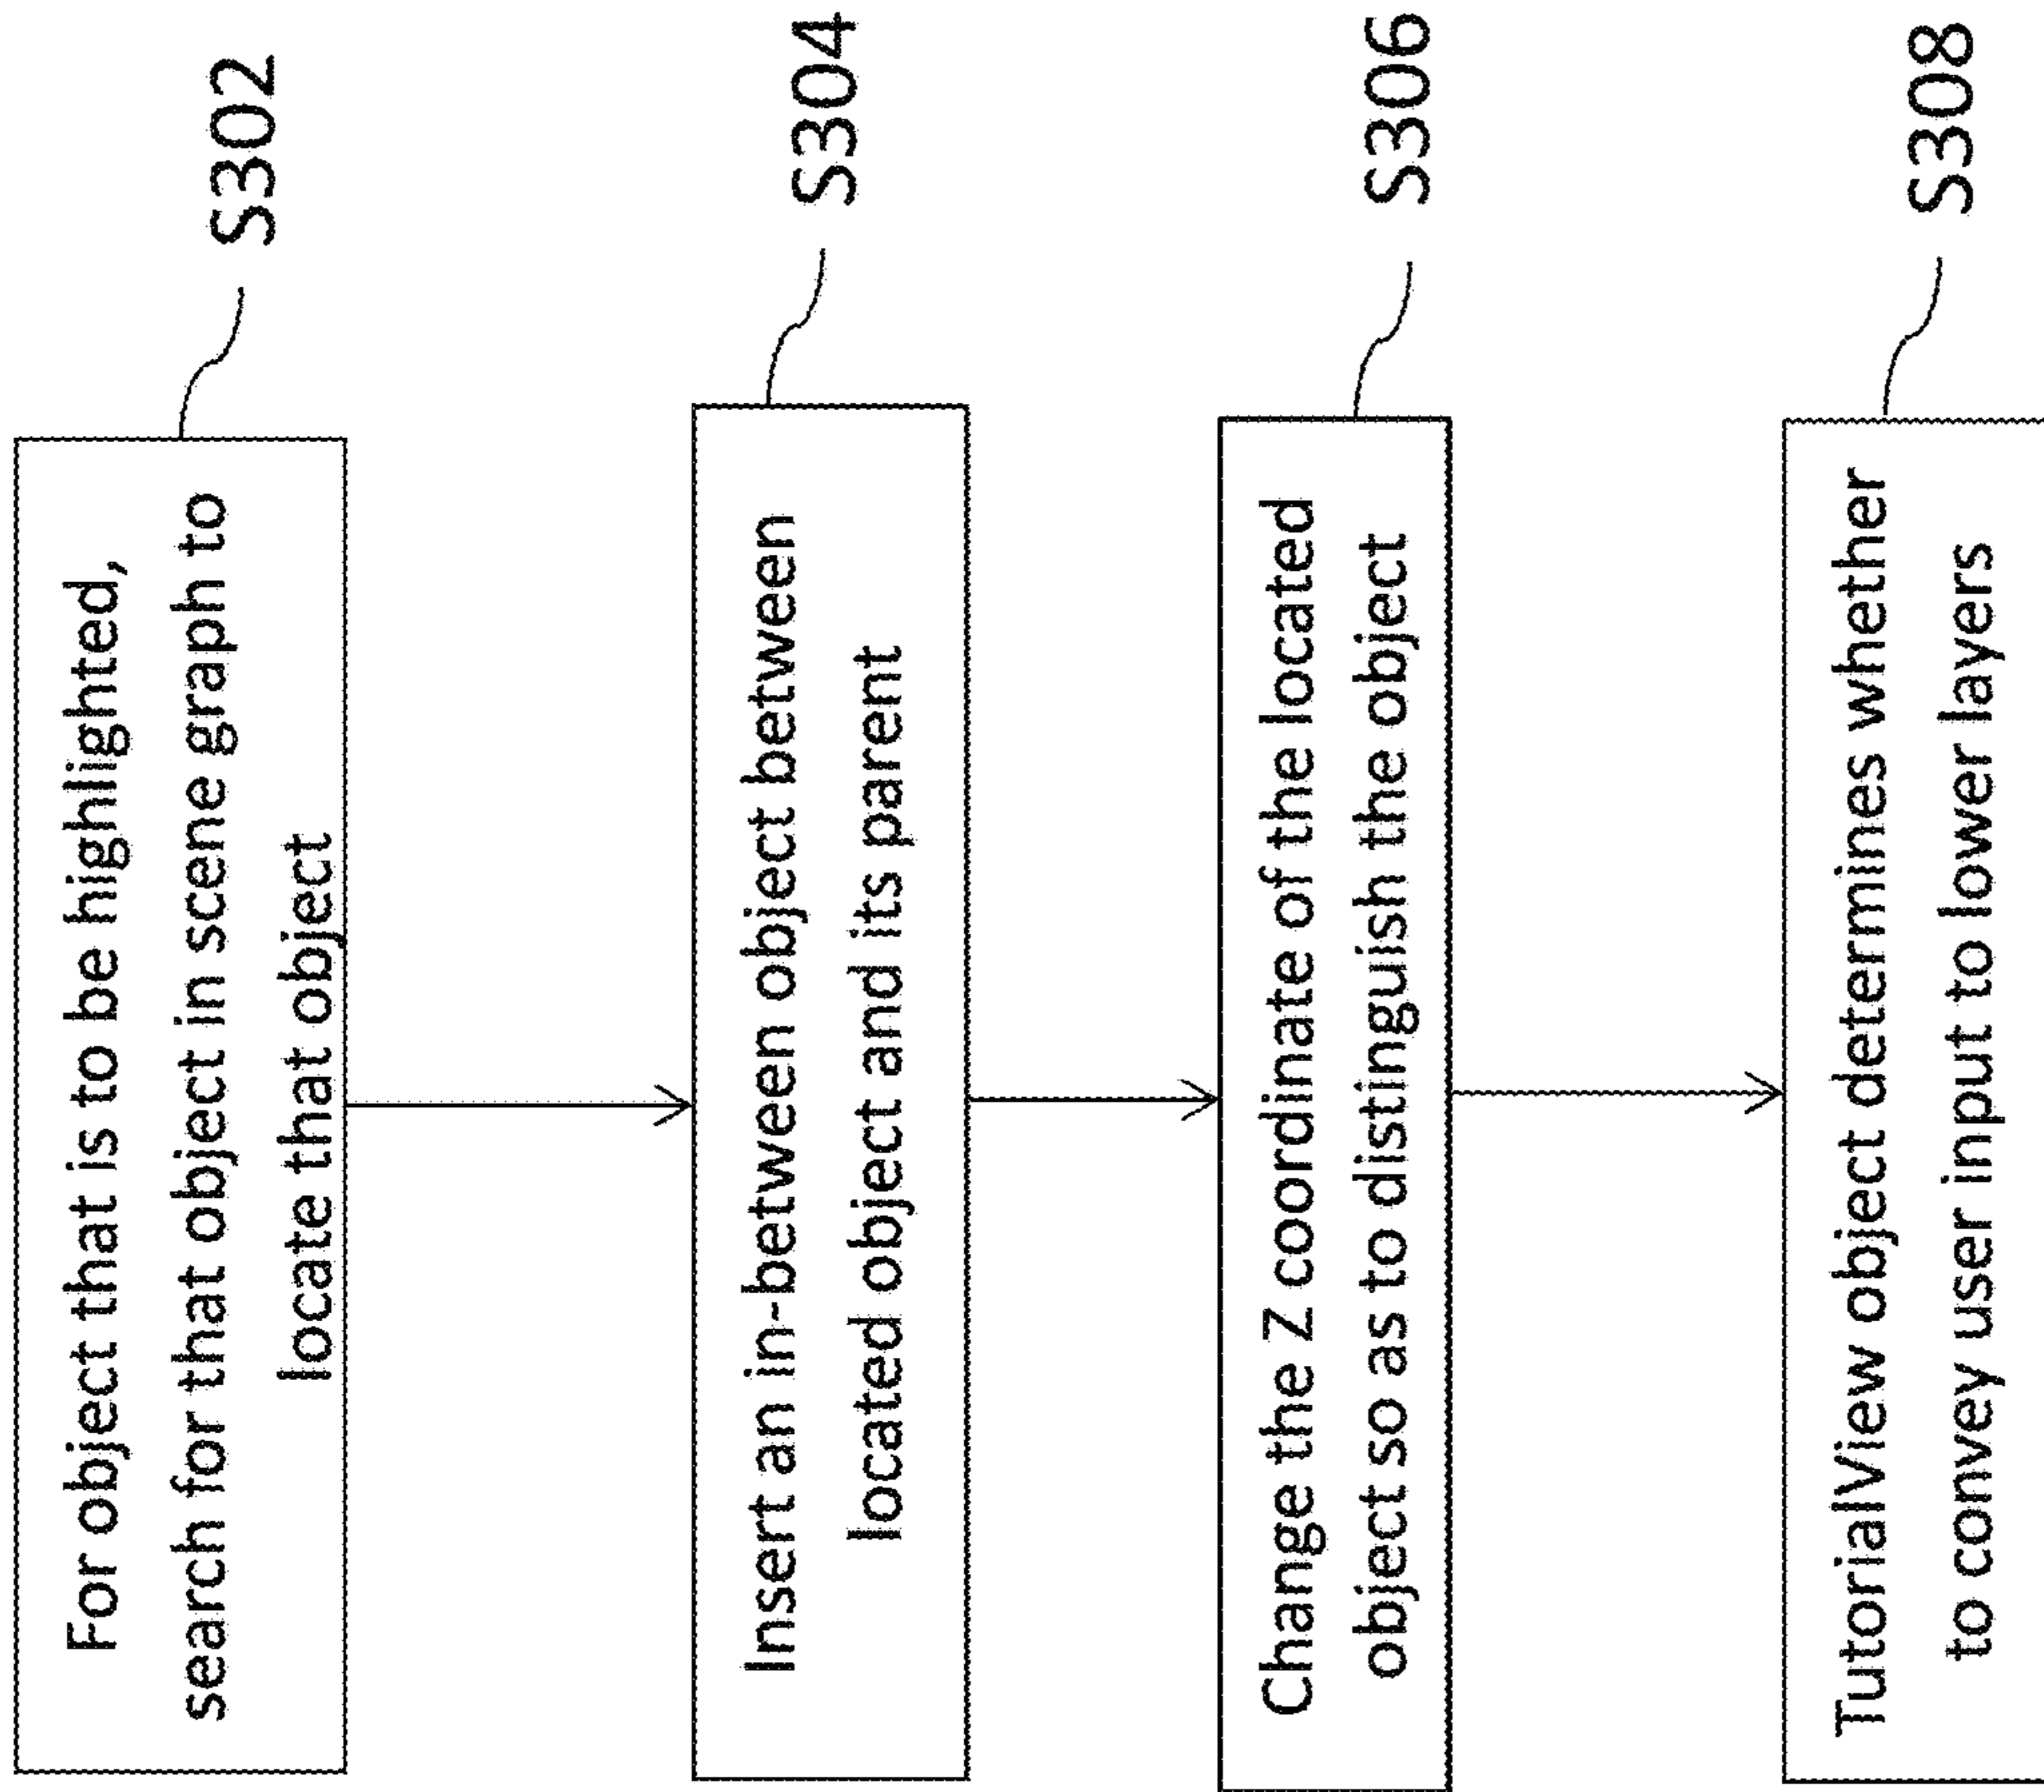 For object that is to be highlighted,
search for that object in scene graph to
locate that object
S302
Insert an in-between object between
located object and its parent
S304
Change the Z coordinate of the located
object so as to distinguish the object
S306
TutorialView object determines whether
to convey user input to lower layers
S308